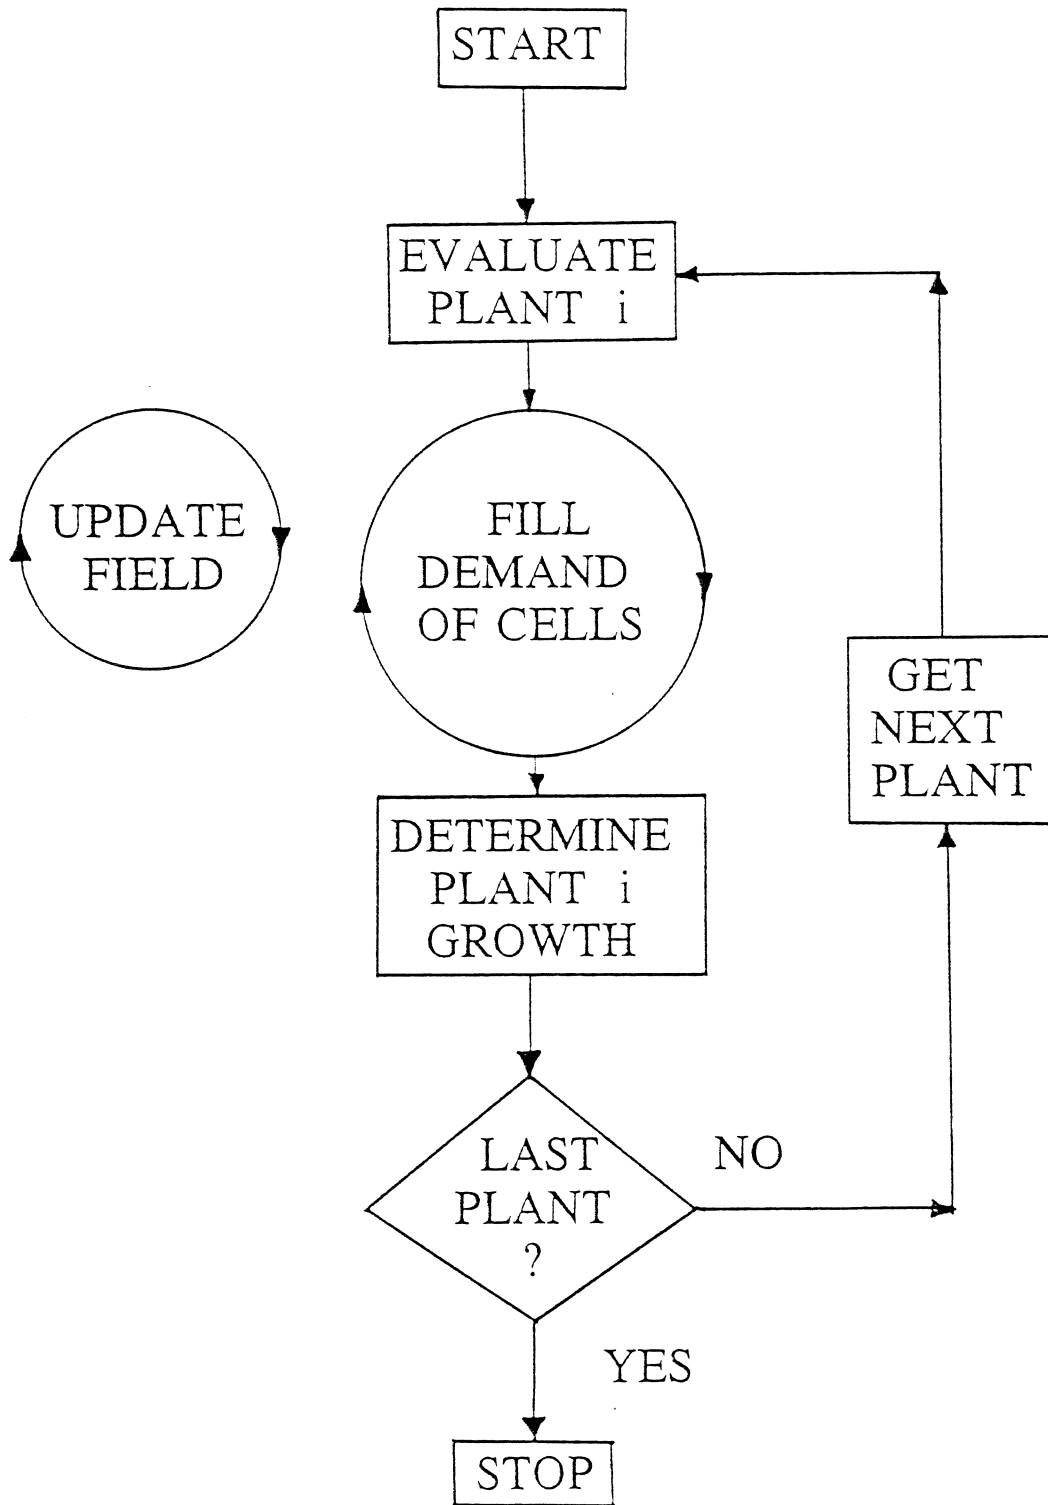 START
EVALUATE
PLANT i
UPDATE
FIELD
FILL
DEMAND
OF CELLS
GET
NEXT
PLANT
DETERMINE
PLANT i
GROWTH
LAST
PLANT
?
NO
YES
STOP